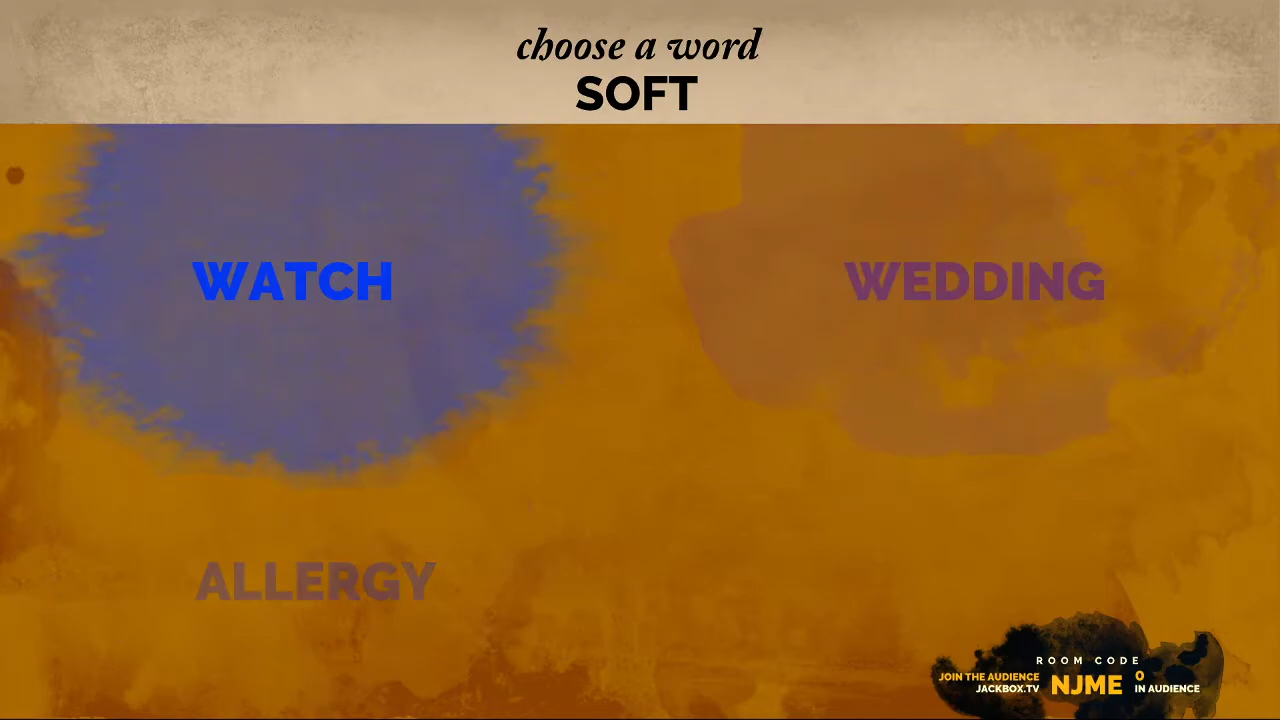 choose a word
SOFT
WATCH
WEDDING
ALLERGY
ROOM CODE
JOIN THE AUDIENCE
JACKBOX.TV
NJME
0
IN AUDIENCE